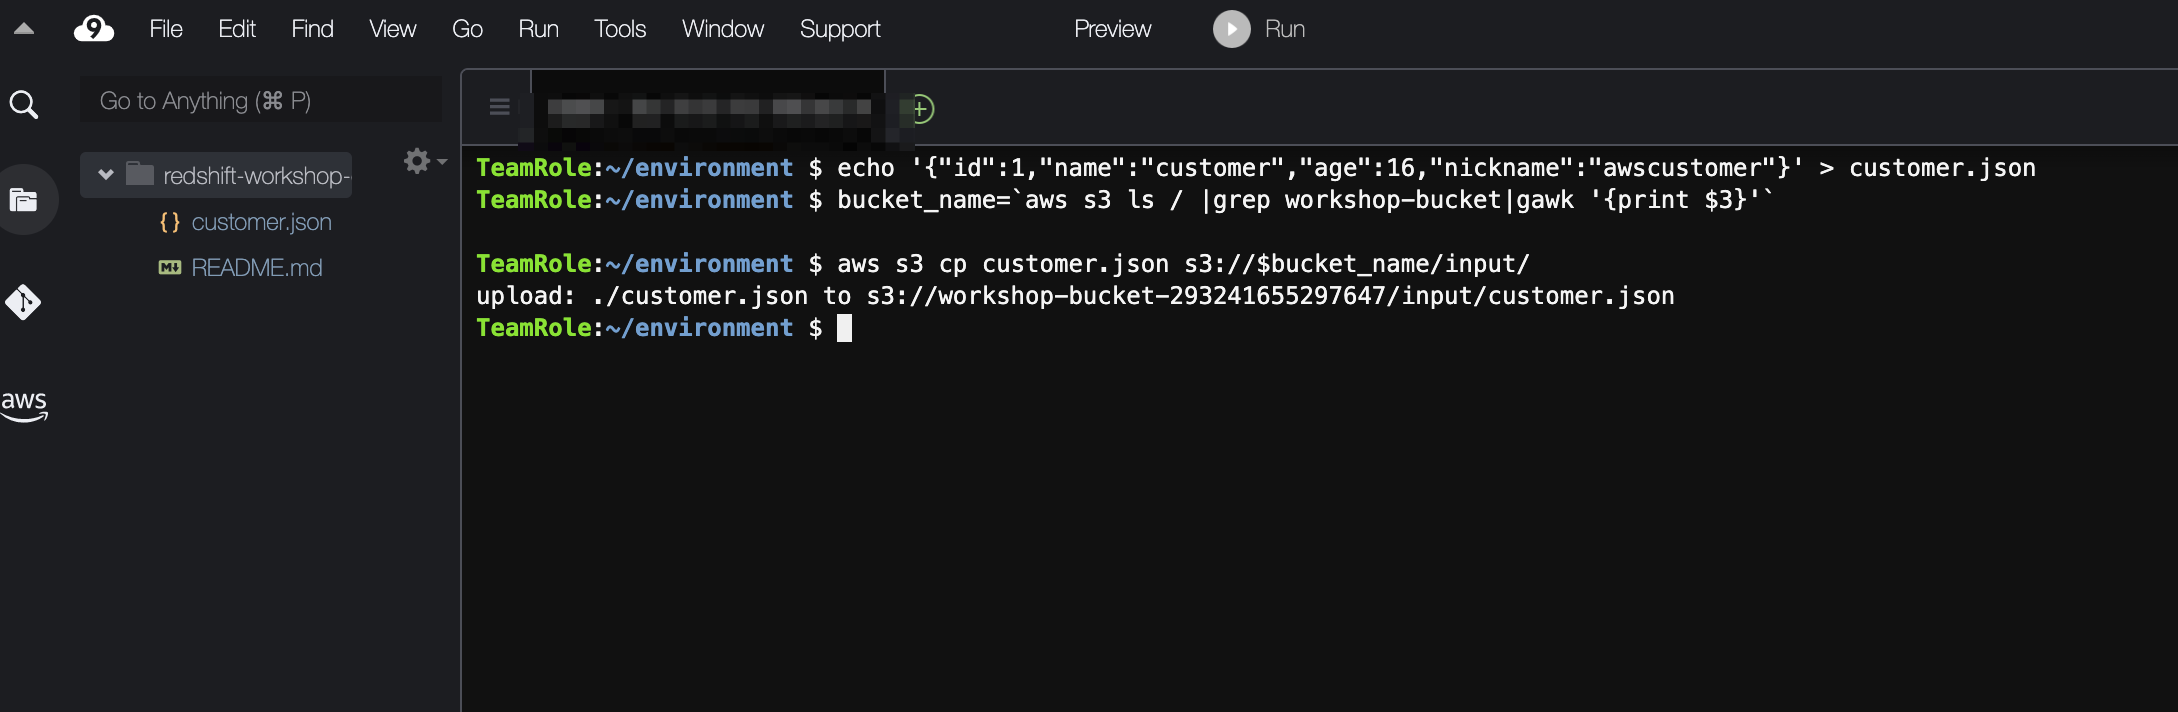 9 File Edit Find View Go Run Tools Window Support Preview Run
Go to Anything (⌘ P)
redshift-workshop-
{} customer.json
M README.md
aws
TeamRole:~/environment $ echo '{"id":1,"name":"customer","age":16,"nickname":"awscustomer"}' > customer.json
TeamRole:~/environment $ bucket_name=`aws s3 ls / |grep workshop-bucket|gawk '{print $3}'`
TeamRole:~/environment $ aws s3 cp customer.json s3://$bucket_name/input/
upload: ./customer.json to s3://workshop-bucket-293241655297647/input/customer.json
TeamRole:~/environment $